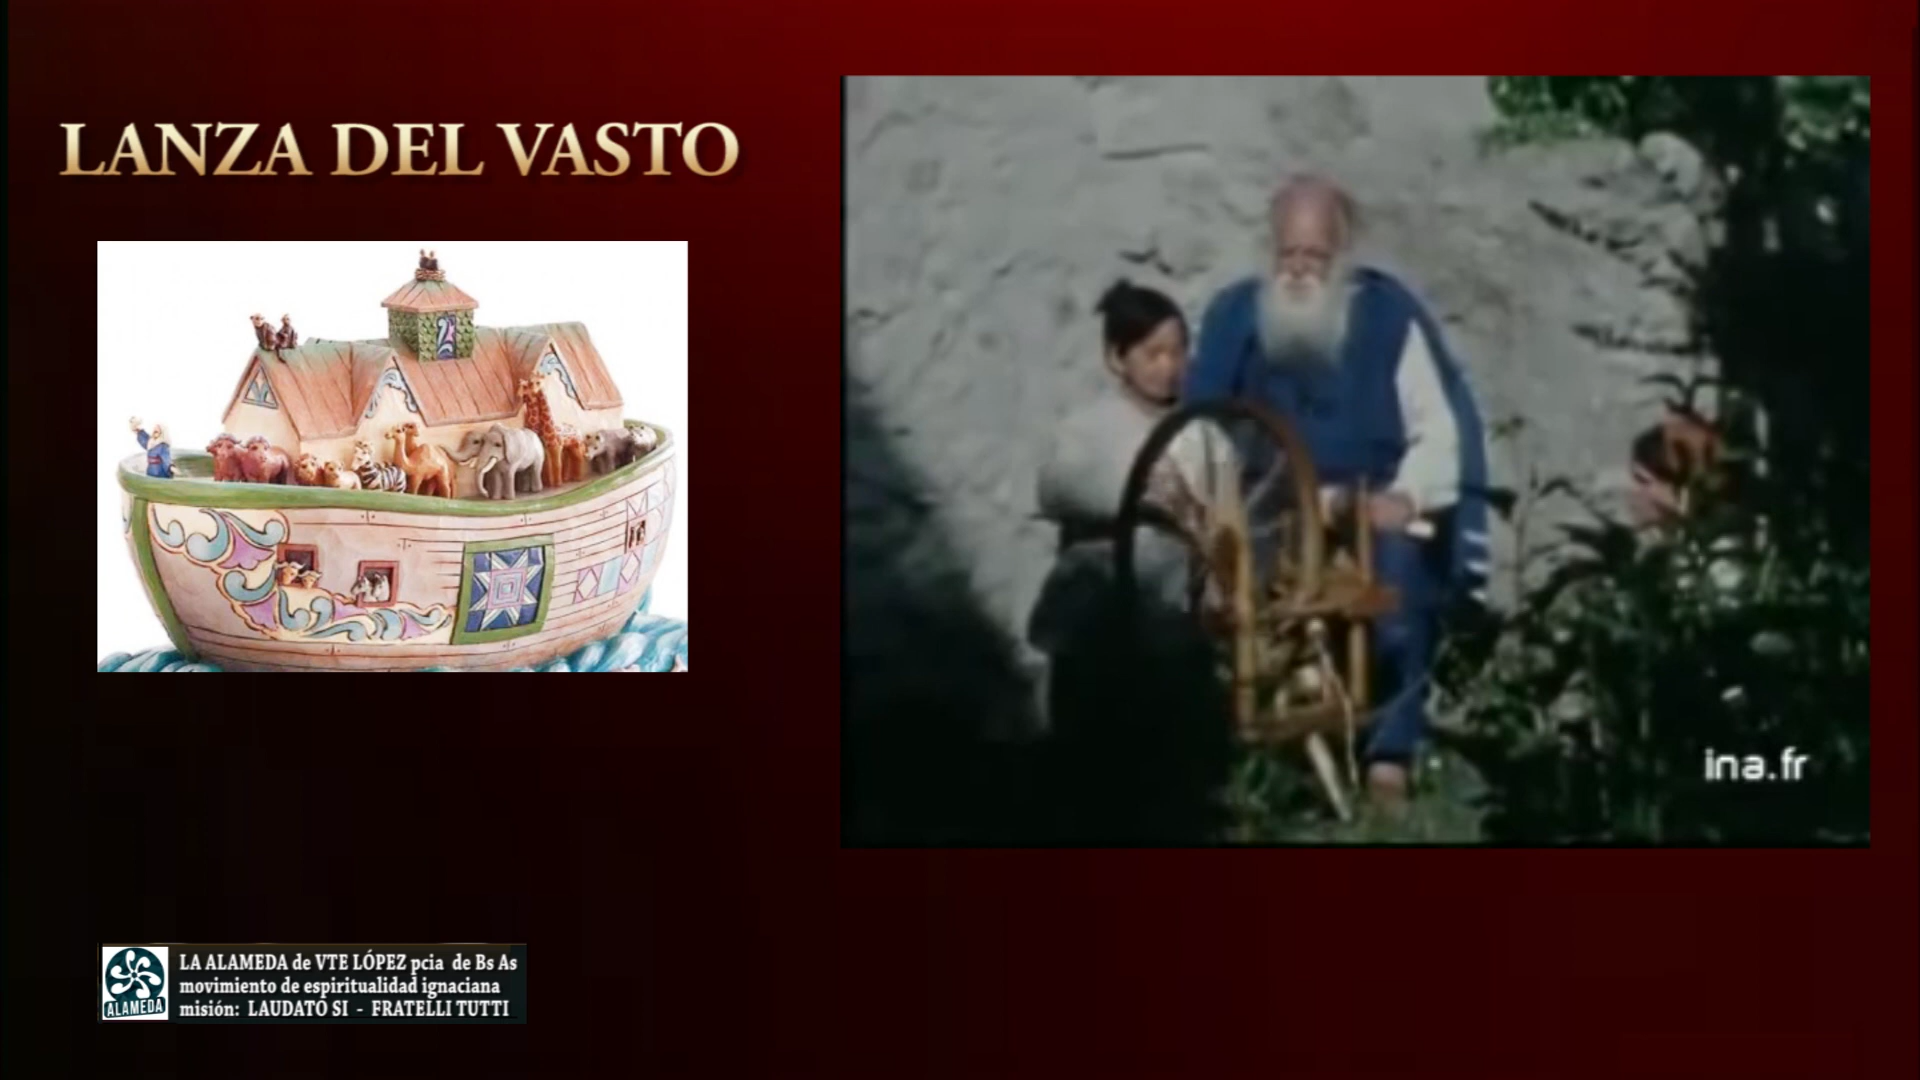 LANZA DEL VASTO
ina.fr
ALAMEDA
LA ALAMEDA de VTE LÓPEZ pcia de Bs As
movimiento de espiritualidad ignaciana
misión: LAUDATO SI - FRATELLI TUTTI